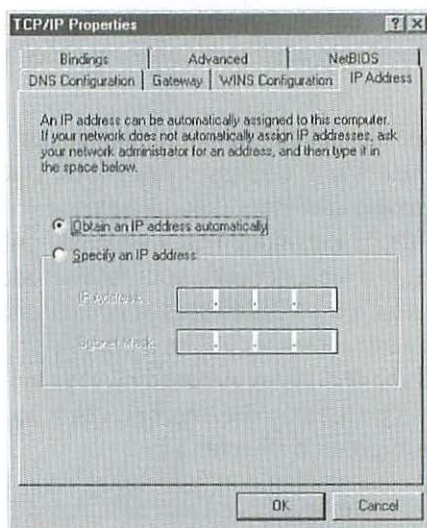 TCP/IP Properties
Bindings
Advanced
NetBIOS
DNS Configuration
Gateway
WINS Configuration
IP Address
An IP address can be automatically assigned to this computer.
If your network does not automatically assign IP addresses, ask
your network administrator for an address, and then type it in
the space below.
Obtain an IP address automatically
Specify an IP address:
IP Address:
Subnet Mask:
OK
Cancel